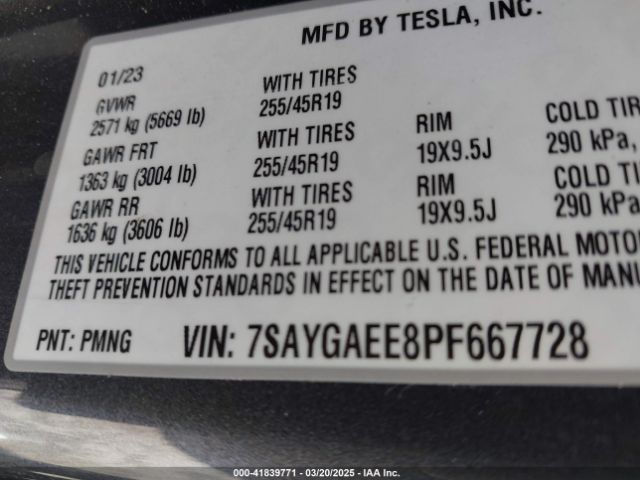 MFD BY TESLA, INC.
01/23
GVWR WITH TIRES
2571 kg (5669 lb) 255/45R19
GAWR FRT WITH TIRES RIM COLD TIR
1363 kg (3004 lb) 255/45R19 19X9.5J 290 kPa,
GAWR RR WITH TIRES RIM COLD TI
1636 kg (3606 lb) 255/45R19 19X9.5J 290 kPa
THIS VEHICLE CONFORMS TO ALL APPLICABLE U.S. FEDERAL MOTO
THEFT PREVENTION STANDARDS IN EFFECT ON THE DATE OF MANU
PNT: PMNG VIN: 7SAYGAEE8PF667728
000-41839771 | 03/20/2025 - IAA Inc.